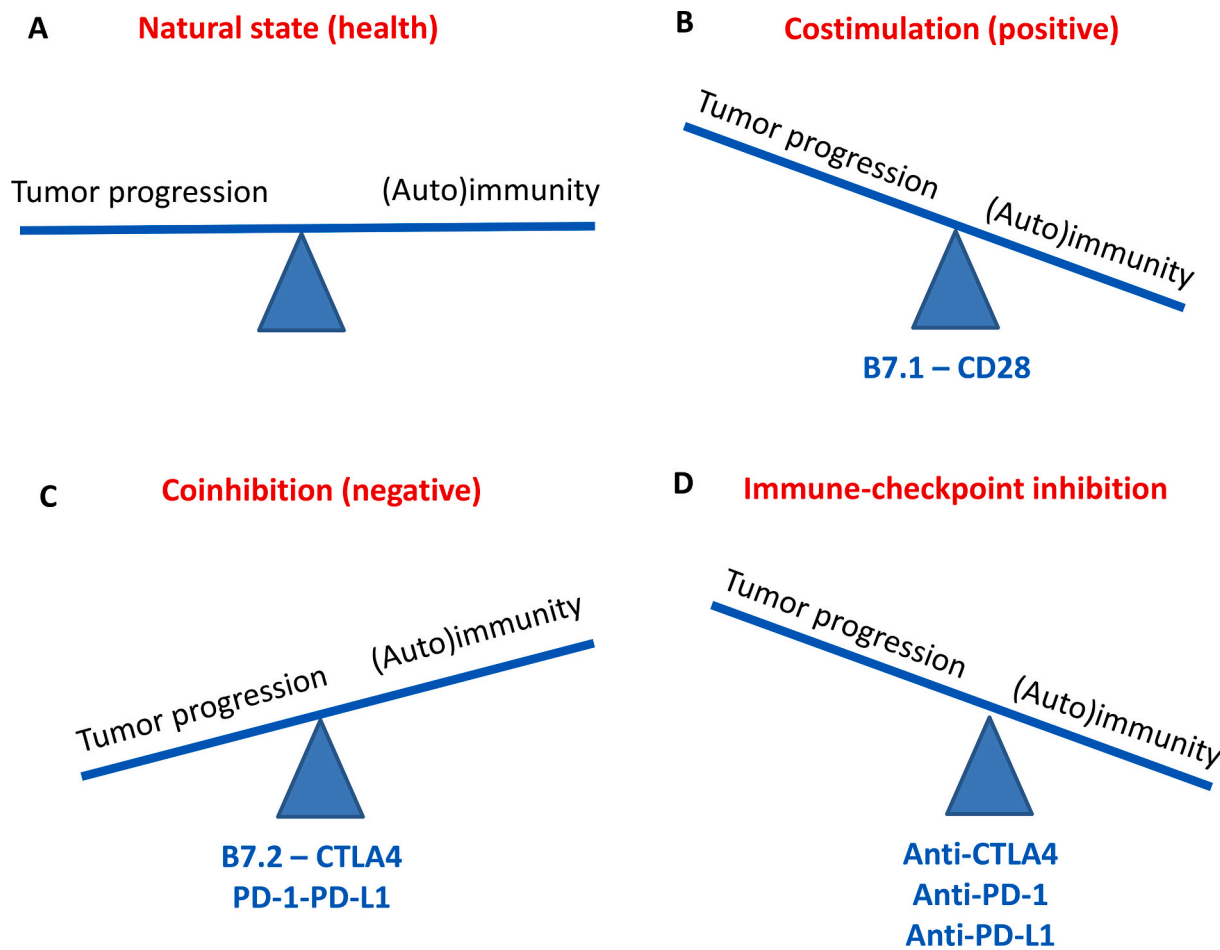 A
Natural state (health)
Tumor progression
(Auto)immunity
B
Costimulation (positive)
Tumor progression
(Auto)immunity
B7.1 – CD28
C
Coinhibition (negative)
Tumor progression
(Auto)immunity
B7.2 – CTLA4
PD-1-PD-L1
D
Immune-checkpoint inhibition
Tumor progression
(Auto)immunity
Anti-CTLA4
Anti-PD-1
Anti-PD-L1